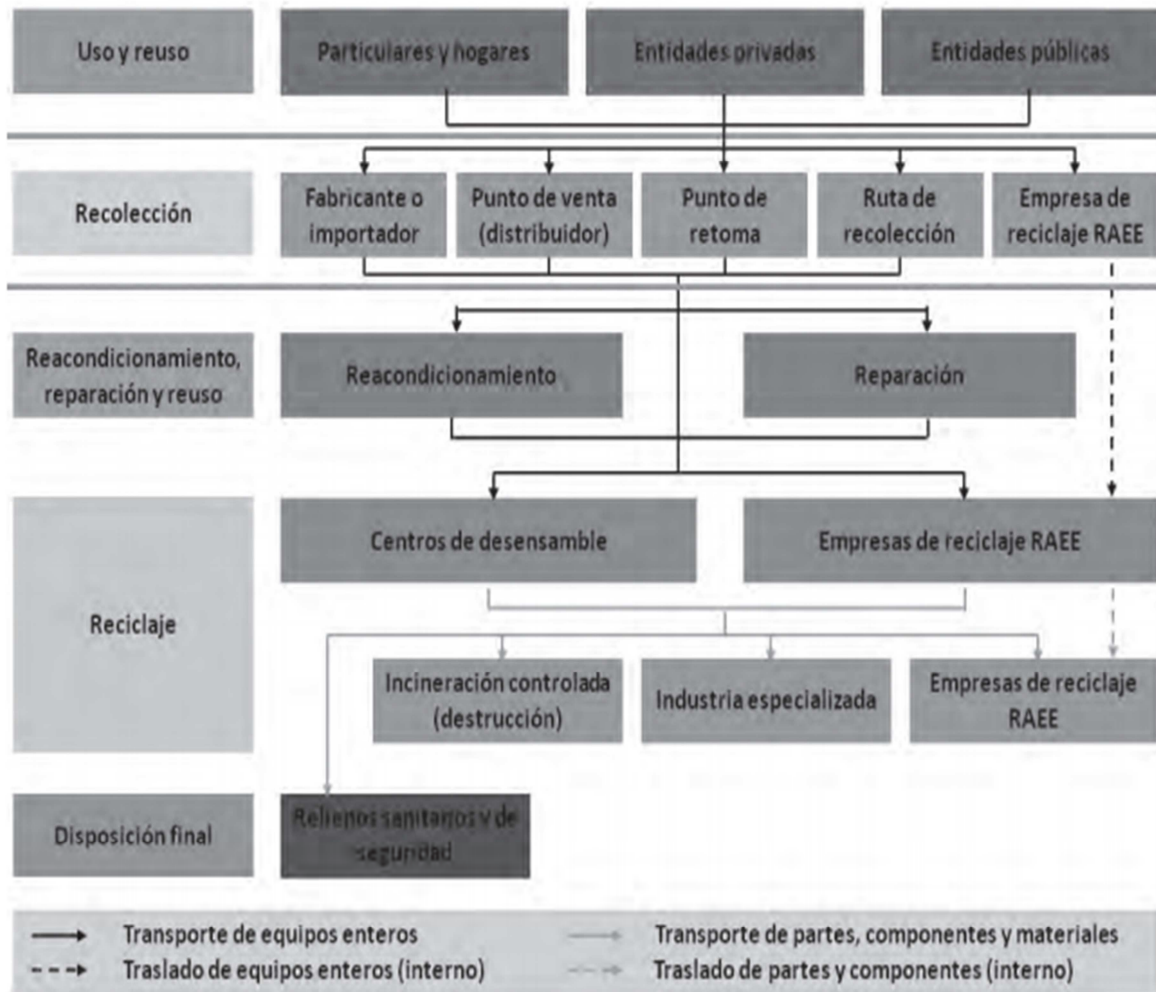 Uso y reuso
Particulares y hogares
Entidades privadas
Entidades públicas
Recolección
Fabricante o
importador
Punto de venta
(distribuidor)
Punto de
retoma
Ruta de
recolección
Empresa de
reciclaje RAEE
Reacondicionamiento,
reparación y reuso
Reacondicionamiento
Reparación
Reciclaje
Centros de desensamble
Empresas de reciclaje RAEE
Incineración controlada
(destrucción)
Industria especializada
Empresas de reciclaje
RAEE
Disposición final
Rellenos sanitarios y de
seguridad
Transporte de equipos enteros
Transporte de partes, componentes y materiales
Traslado de equipos enteros (interno)
Traslado de partes y componentes (interno)